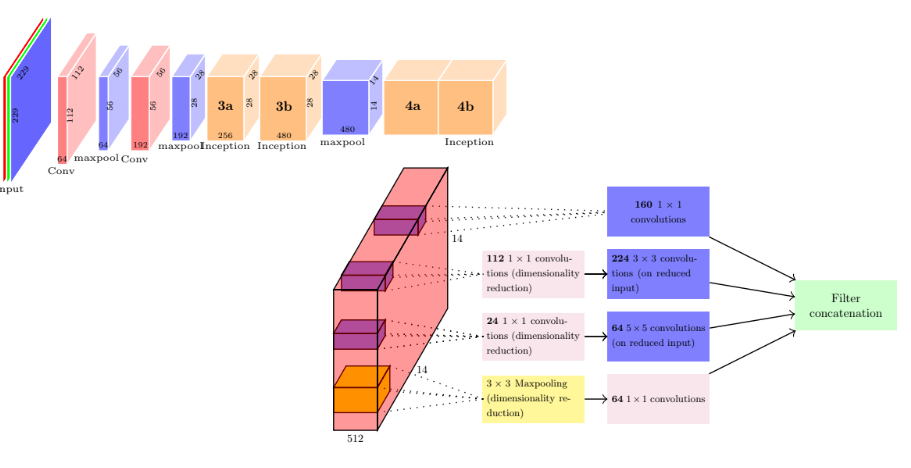 229
229
nput
112
112
64
Conv
56
56
64
maxpool
56
56
192
Conv
28
28
192
maxpool
3a
28
28
256
Inception
3b
28
28
480
Inception
14
14
480
maxpool
4a
4b
Inception
14
14
512
160 1 × 1
convolutions
112 1 × 1 convolu-
tions (dimensionality
reduction)
224 3 × 3 convolu-
tions (on reduced
input)
24 1 × 1 convolu-
tions (dimensionality
reduction)
64 5 × 5 convolutions
(on reduced input)
3 × 3 Maxpooling
(dimensionality re-
duction)
64 1 × 1 convolutions
Filter
concatenation